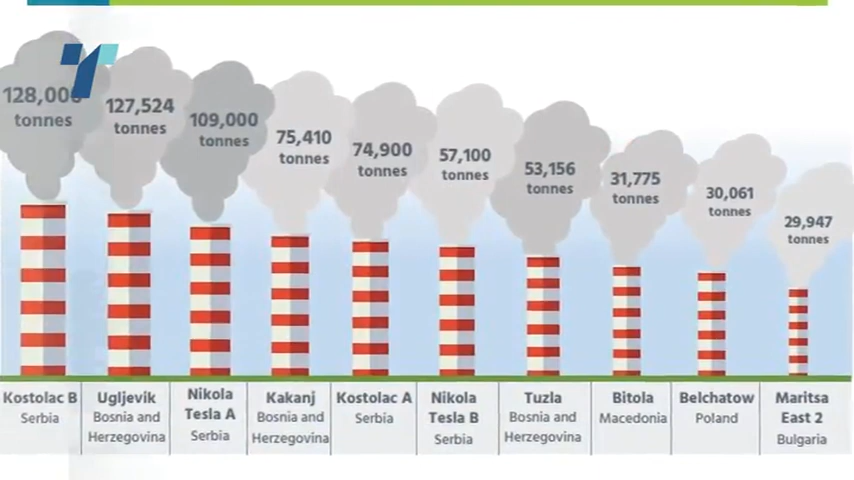 128,000
tonnes
127,524
tonnes
109,000
tonnes
75,410
tonnes
74,900
tonnes
57,100
tonnes
53,156
tonnes
31,775
tonnes
30,061
tonnes
29,947
tonnes
Kostolac B
Serbia
Ugljevik
Bosnia and
Herzegovina
Nikola
Tesla A
Serbia
Kakanj
Bosnia and
Herzegovina
Kostolac A
Serbia
Nikola
Tesla B
Serbia
Tuzla
Bosnia and
Herzegovina
Bitola
Macedonia
Belchatow
Poland
Maritsa
East 2
Bulgaria